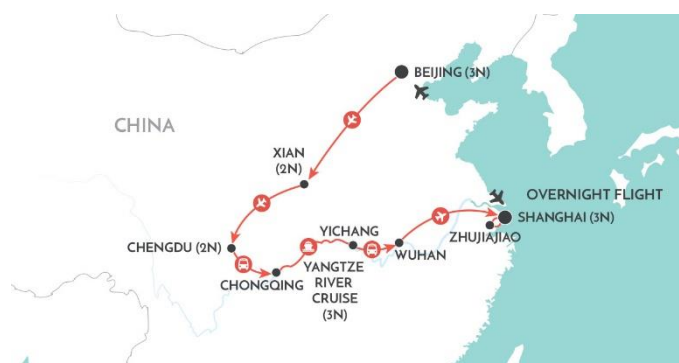 BEIJING (3N)
CHINA
XIAN
(2N)
OVERNIGHT FLIGHT
SHANGHAI (3N)
YICHANG
ZHUJIAJIAO
CHENGDU (2N)
WUHAN
CHONGQING
YANGTZE
RIVER
CRUISE
(3N)